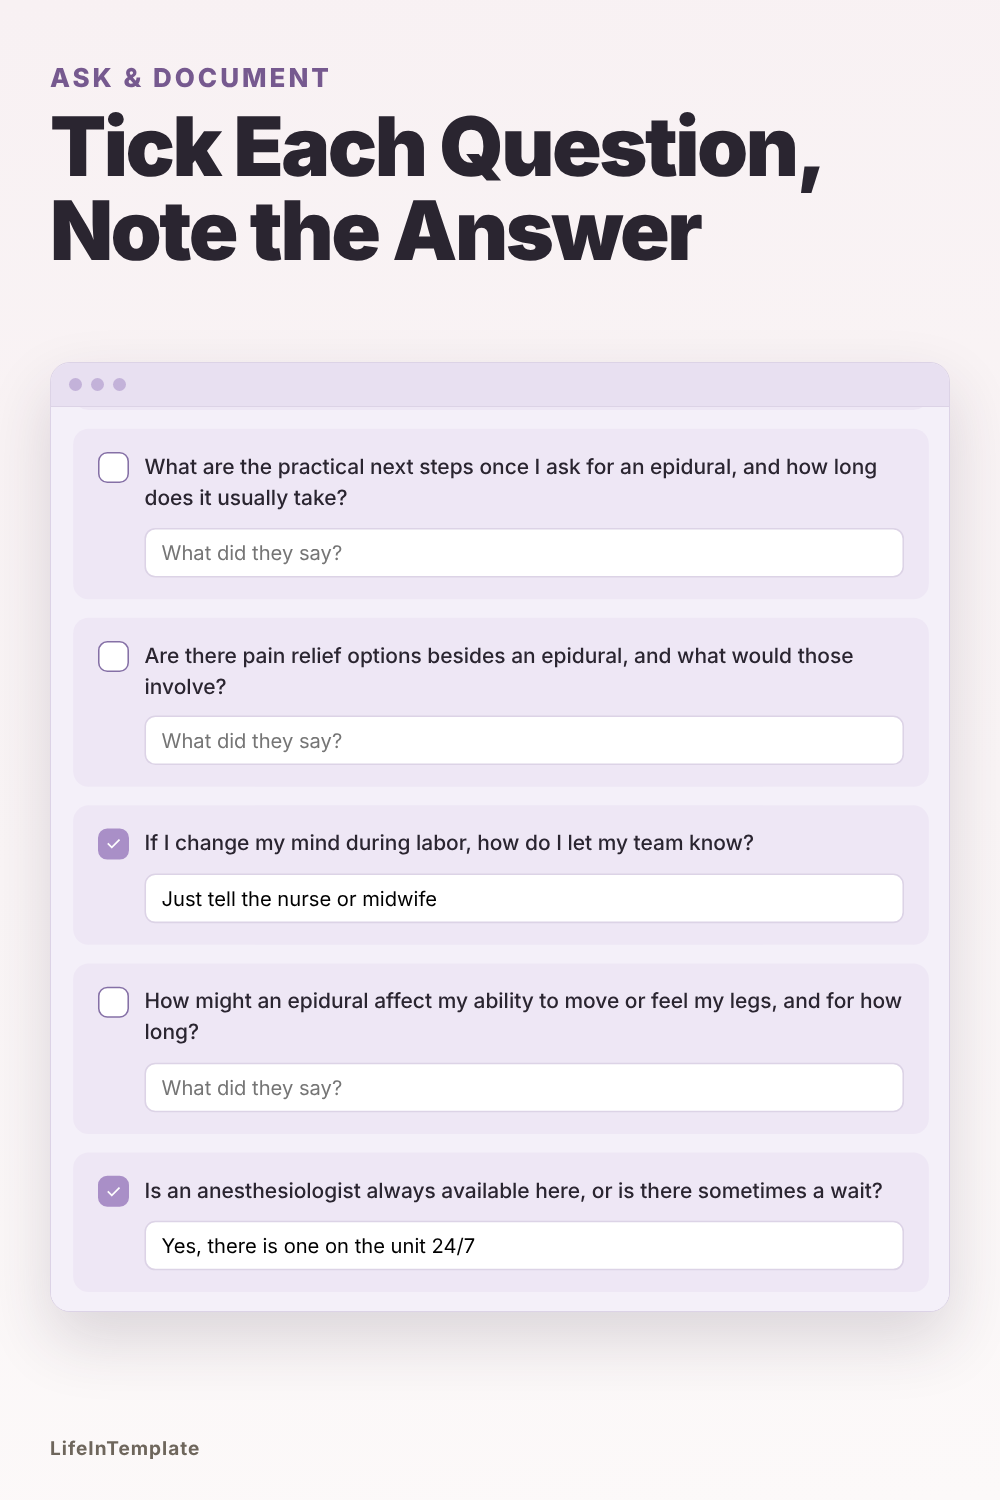 ASK & DOCUMENT
Tick Each Question,
Note the Answer
What are the practical next steps once I ask for an epidural, and how long
does it usually take?
What did they say?
Are there pain relief options besides an epidural, and what would those
involve?
What did they say?
If I change my mind during labor, how do I let my team know?
Just tell the nurse or midwife
How might an epidural affect my ability to move or feel my legs, and for how
long?
What did they say?
Is an anesthesiologist always available here, or is there sometimes a wait?
Yes, there is one on the unit 24/7
LifeInTemplate